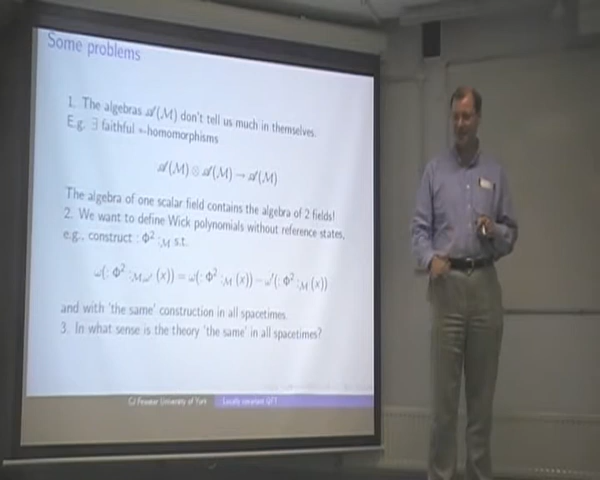 Some problems
1. The algebras 𝒜(ℳ) don't tell us much in themselves.
E.g. ∃ faithful *-homomorphisms
𝒜(ℳ) ⊗ 𝒜(ℳ) → 𝒜(ℳ)
The algebra of one scalar field contains the algebra of 2 fields!
2. We want to define Wick polynomials without reference states,
e.g., construct :Φ²:ℳ s.t.
ω(:Φ²:ℳ,ω′(x)) = ω(:Φ²:ℳ(x)) − ω′(:Φ²:ℳ(x))
and with 'the same' construction in all spacetimes.
3. In what sense is the theory 'the same' in all spacetimes?
CJ Fewster University of York Locally covariant QFT